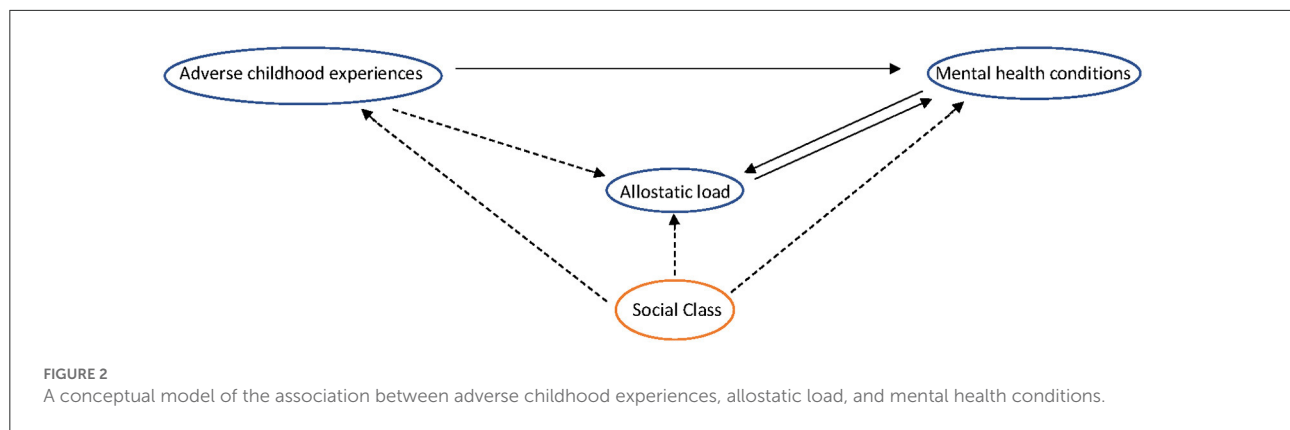 Adverse childhood experiences
Mental health conditions
Allostatic load
Social Class
FIGURE 2
A conceptual model of the association between adverse childhood experiences, allostatic load, and mental health conditions.